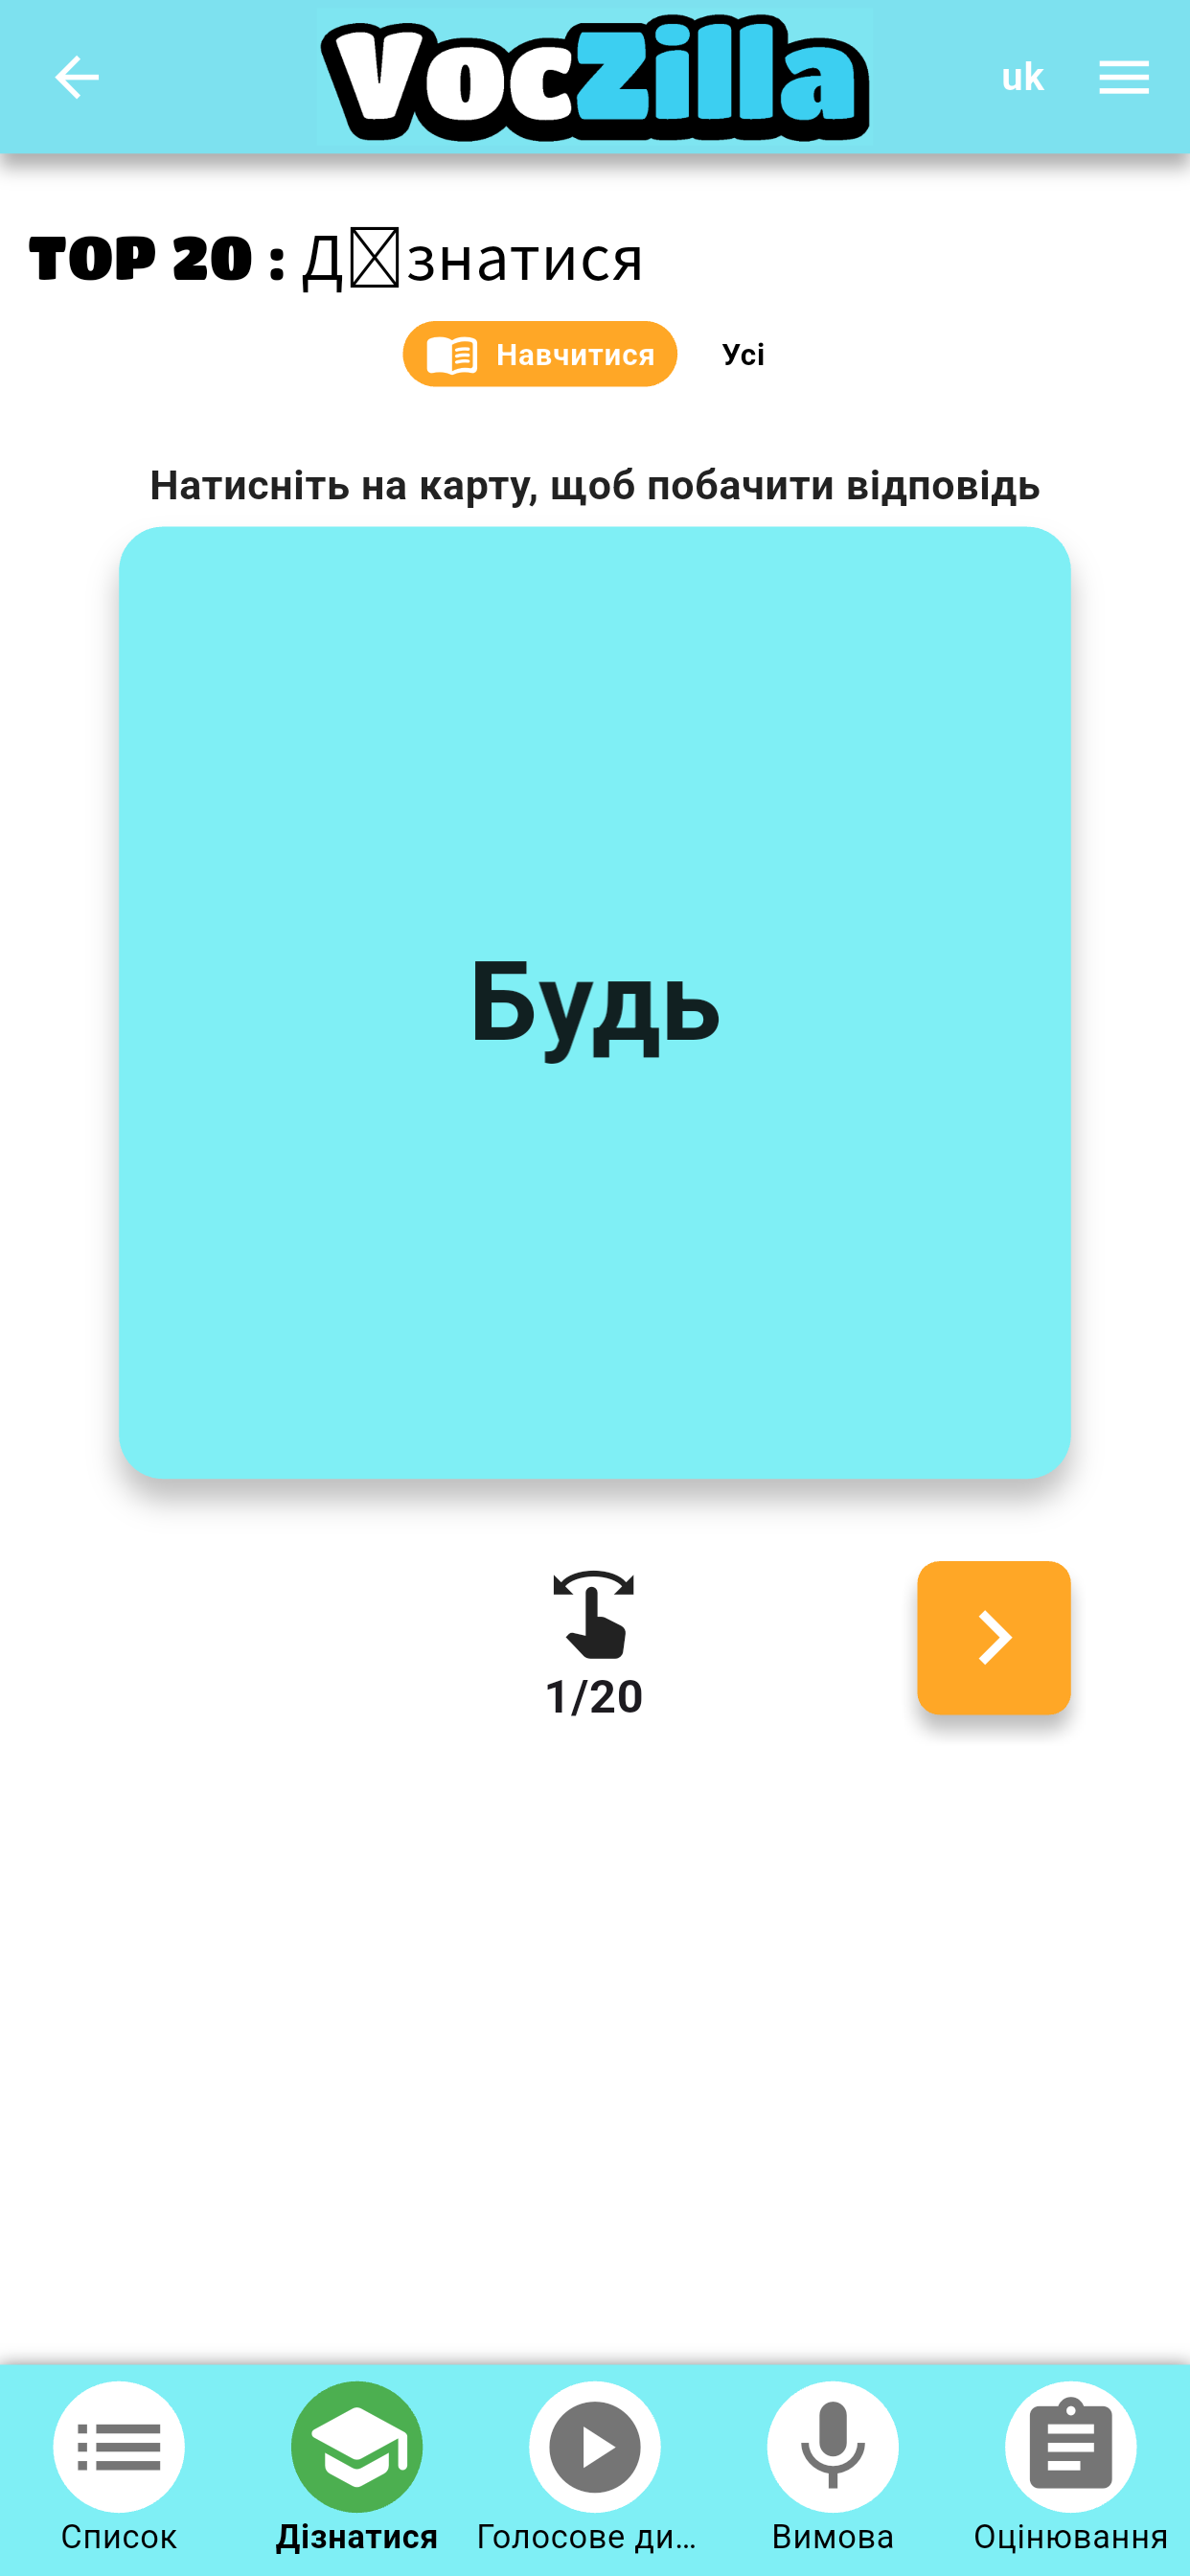 VocZilla
uk
TOP 20 : Д☒знатися
Навчитися
Усі
Натисніть на карту, щоб побачити відповідь
Будь
1/20
Список
Дізнатися
Голосове ди...
Вимова
Оцінювання